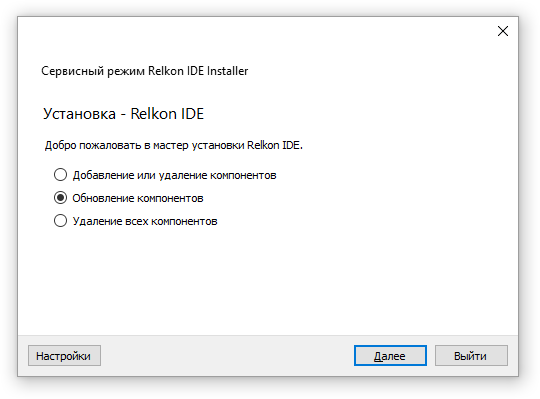 Сервисный режим Relkon IDE Installer
Установка - Relkon IDE
Добро пожаловать в мастер установки Relkon IDE.
Добавление или удаление компонентов
Обновление компонентов
Удаление всех компонентов
Настройки Далее Выйти